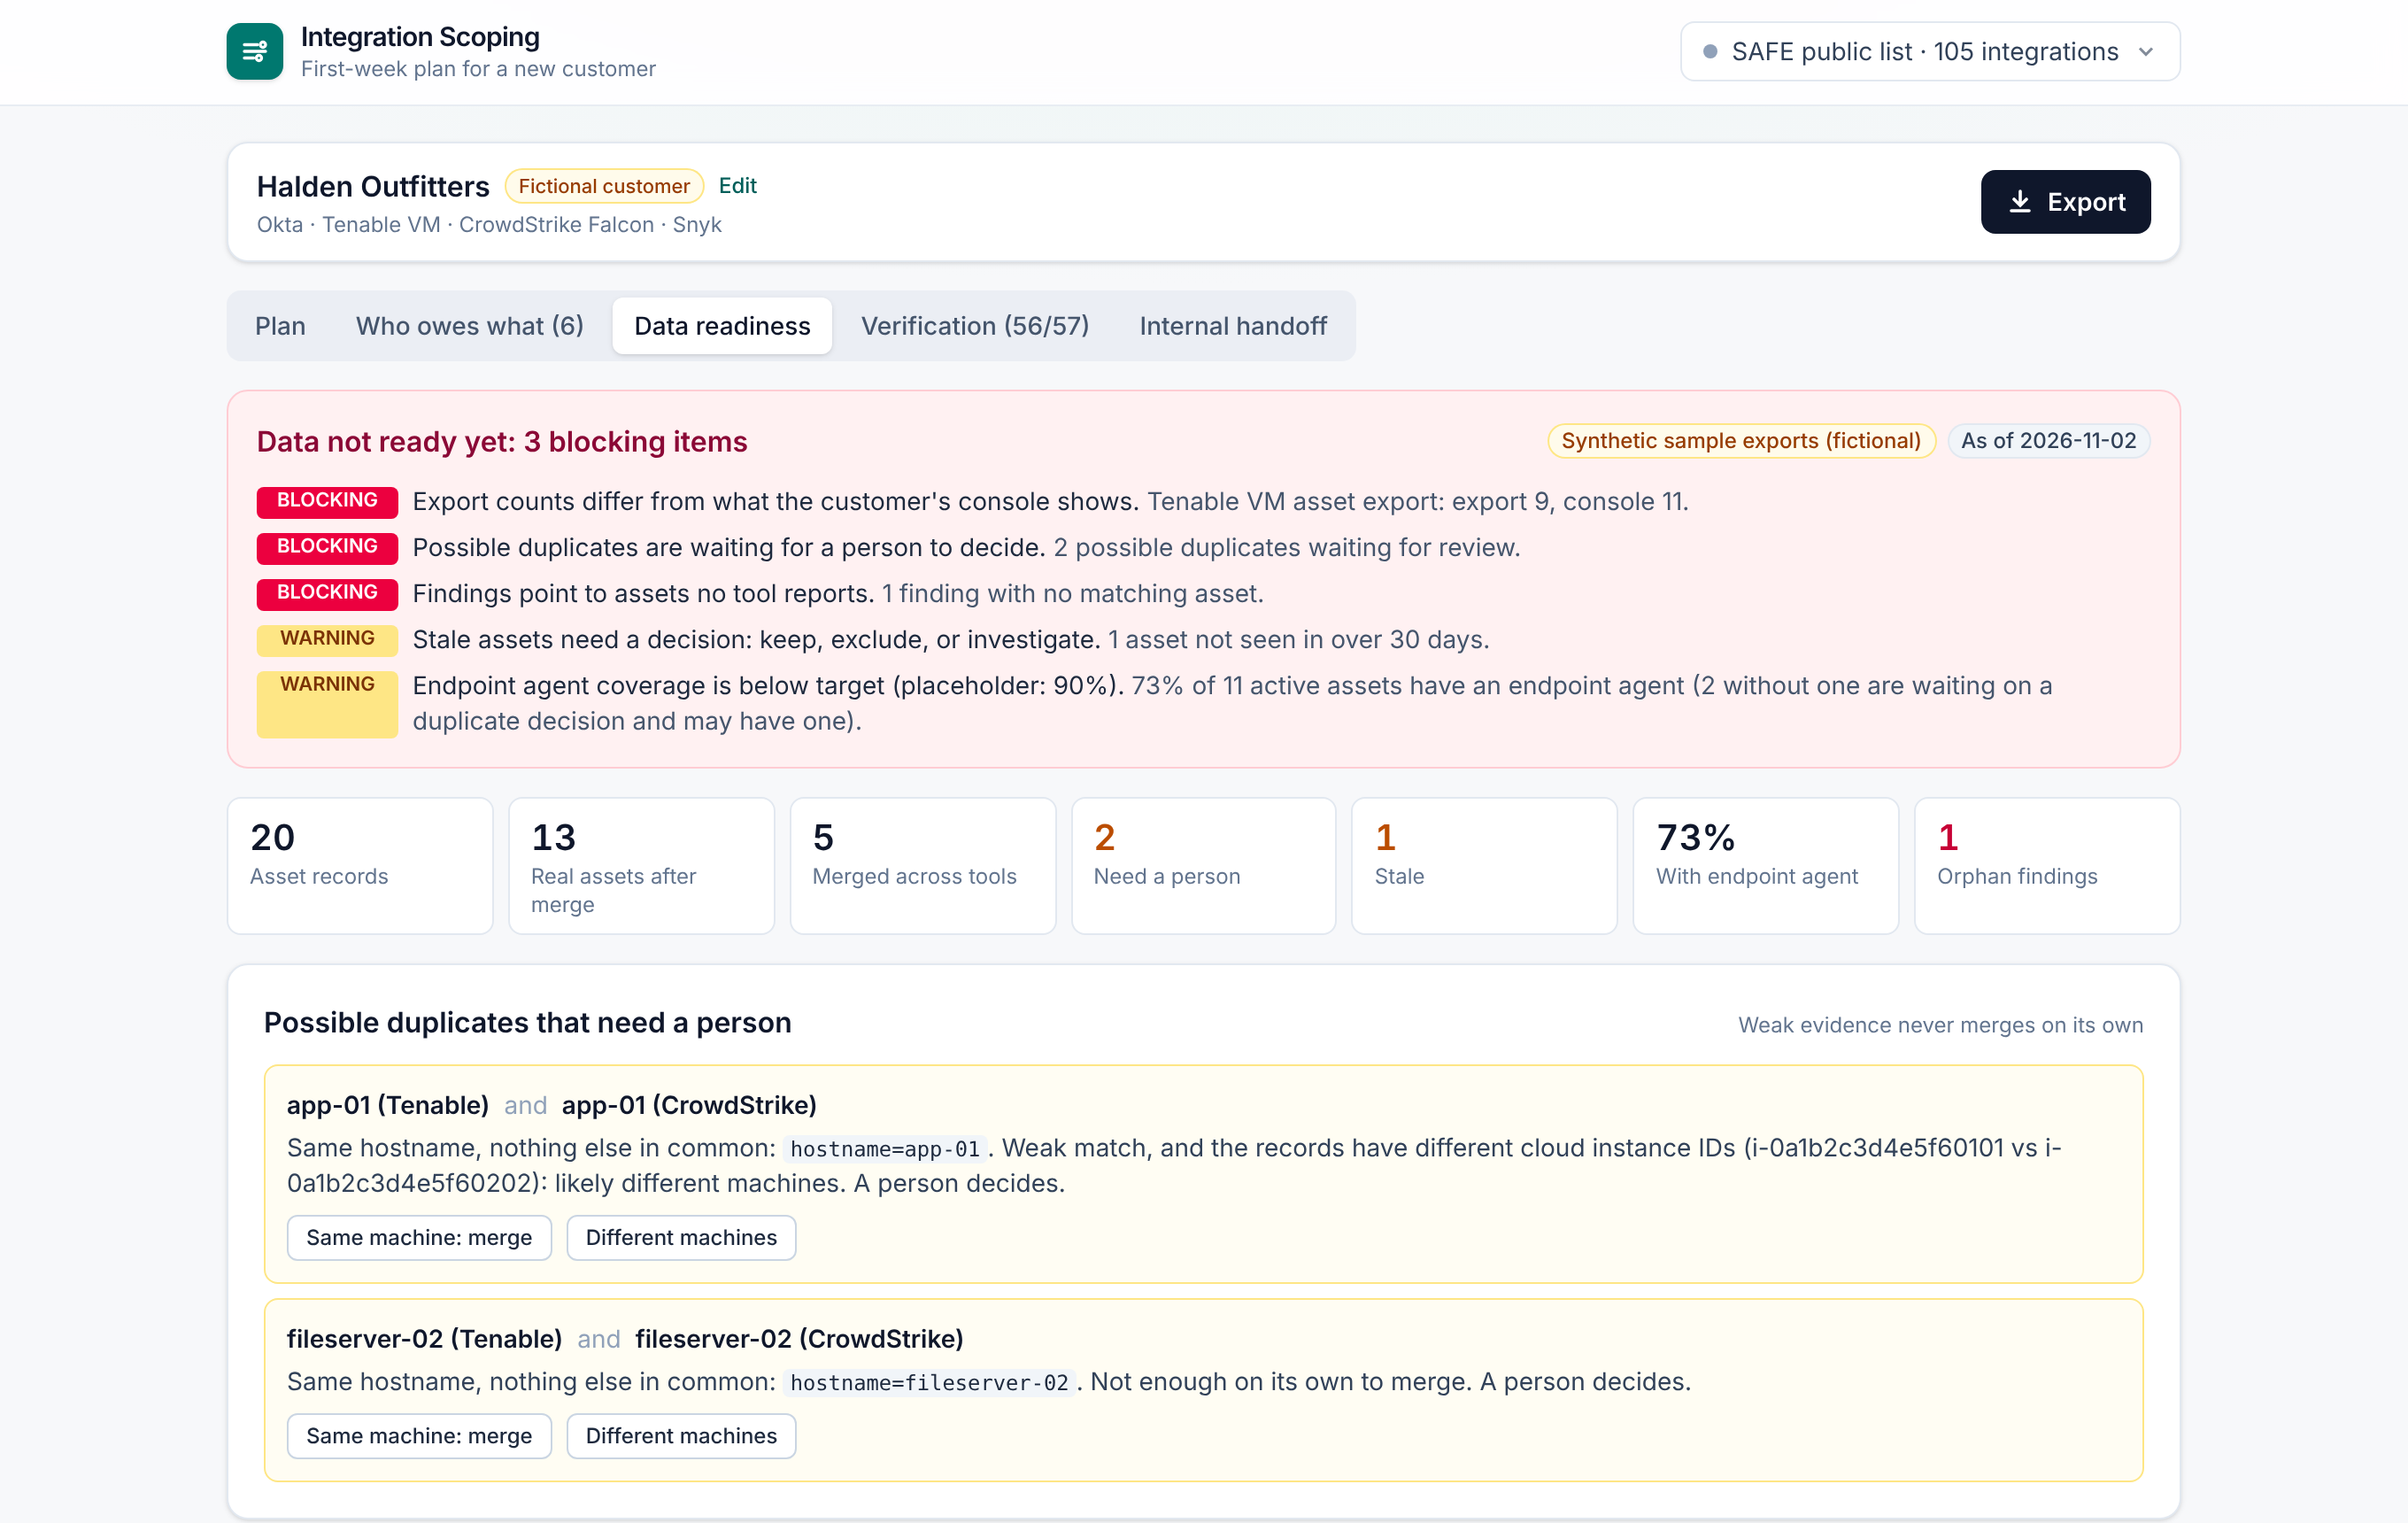 Integration Scoping
First-week plan for a new customer
SAFE public list · 105 integrations
Halden Outfitters Fictional customer Edit
Okta · Tenable VM · CrowdStrike Falcon · Snyk
Export
Plan Who owes what (6) Data readiness Verification (56/57) Internal handoff
Data not ready yet: 3 blocking items
Synthetic sample exports (fictional) As of 2026-11-02
BLOCKING Export counts differ from what the customer's console shows. Tenable VM asset export: export 9, console 11.
BLOCKING Possible duplicates are waiting for a person to decide. 2 possible duplicates waiting for review.
BLOCKING Findings point to assets no tool reports. 1 finding with no matching asset.
WARNING Stale assets need a decision: keep, exclude, or investigate. 1 asset not seen in over 30 days.
WARNING Endpoint agent coverage is below target (placeholder: 90%). 73% of 11 active assets have an endpoint agent (2 without one are waiting on a
duplicate decision and may have one).
20
Asset records
13
Real assets after
merge
5
Merged across tools
2
Need a person
1
Stale
73%
With endpoint agent
1
Orphan findings
Possible duplicates that need a person
Weak evidence never merges on its own
app-01 (Tenable) and app-01 (CrowdStrike)
Same hostname, nothing else in common: hostname=app-01. Weak match, and the records have different cloud instance IDs (i-0a1b2c3d4e5f60101 vs i-
0a1b2c3d4e5f60202): likely different machines. A person decides.
Same machine: merge Different machines
fileserver-02 (Tenable) and fileserver-02 (CrowdStrike)
Same hostname, nothing else in common: hostname=fileserver-02. Not enough on its own to merge. A person decides.
Same machine: merge Different machines